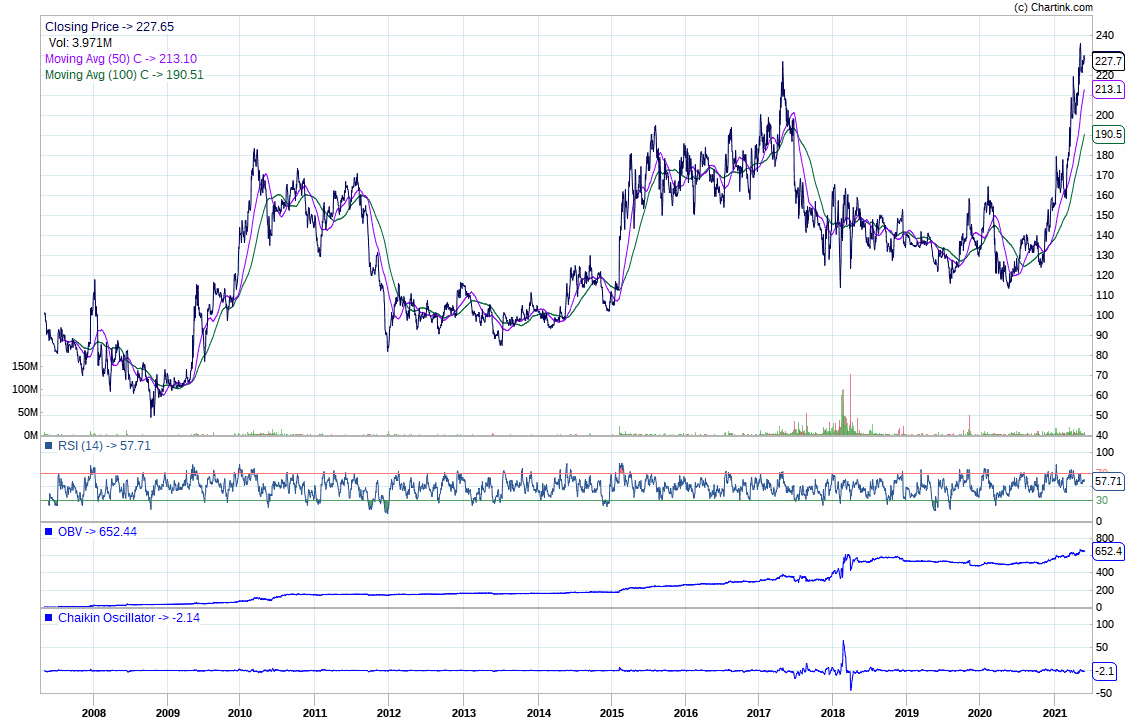 (c) Chartink.com
Closing Price -> 227.65
Vol: 3.971M
Moving Avg (50) C -> 213.10
Moving Avg (100) C -> 190.51
240
227.7
220
213.1
200
190.5
180
170
160
150
140
130
120
110
100
90
80
70
60
50
40
150M
100M
50M
0M
RSI (14) -> 57.71
100
70
57.71
30
0
OBV -> 652.44
800
652.4
400
200
0
Chaikin Oscillator -> -2.14
100
50
-2.1
-50
2008 2009 2010 2011 2012 2013 2014 2015 2016 2017 2018 2019 2020 2021